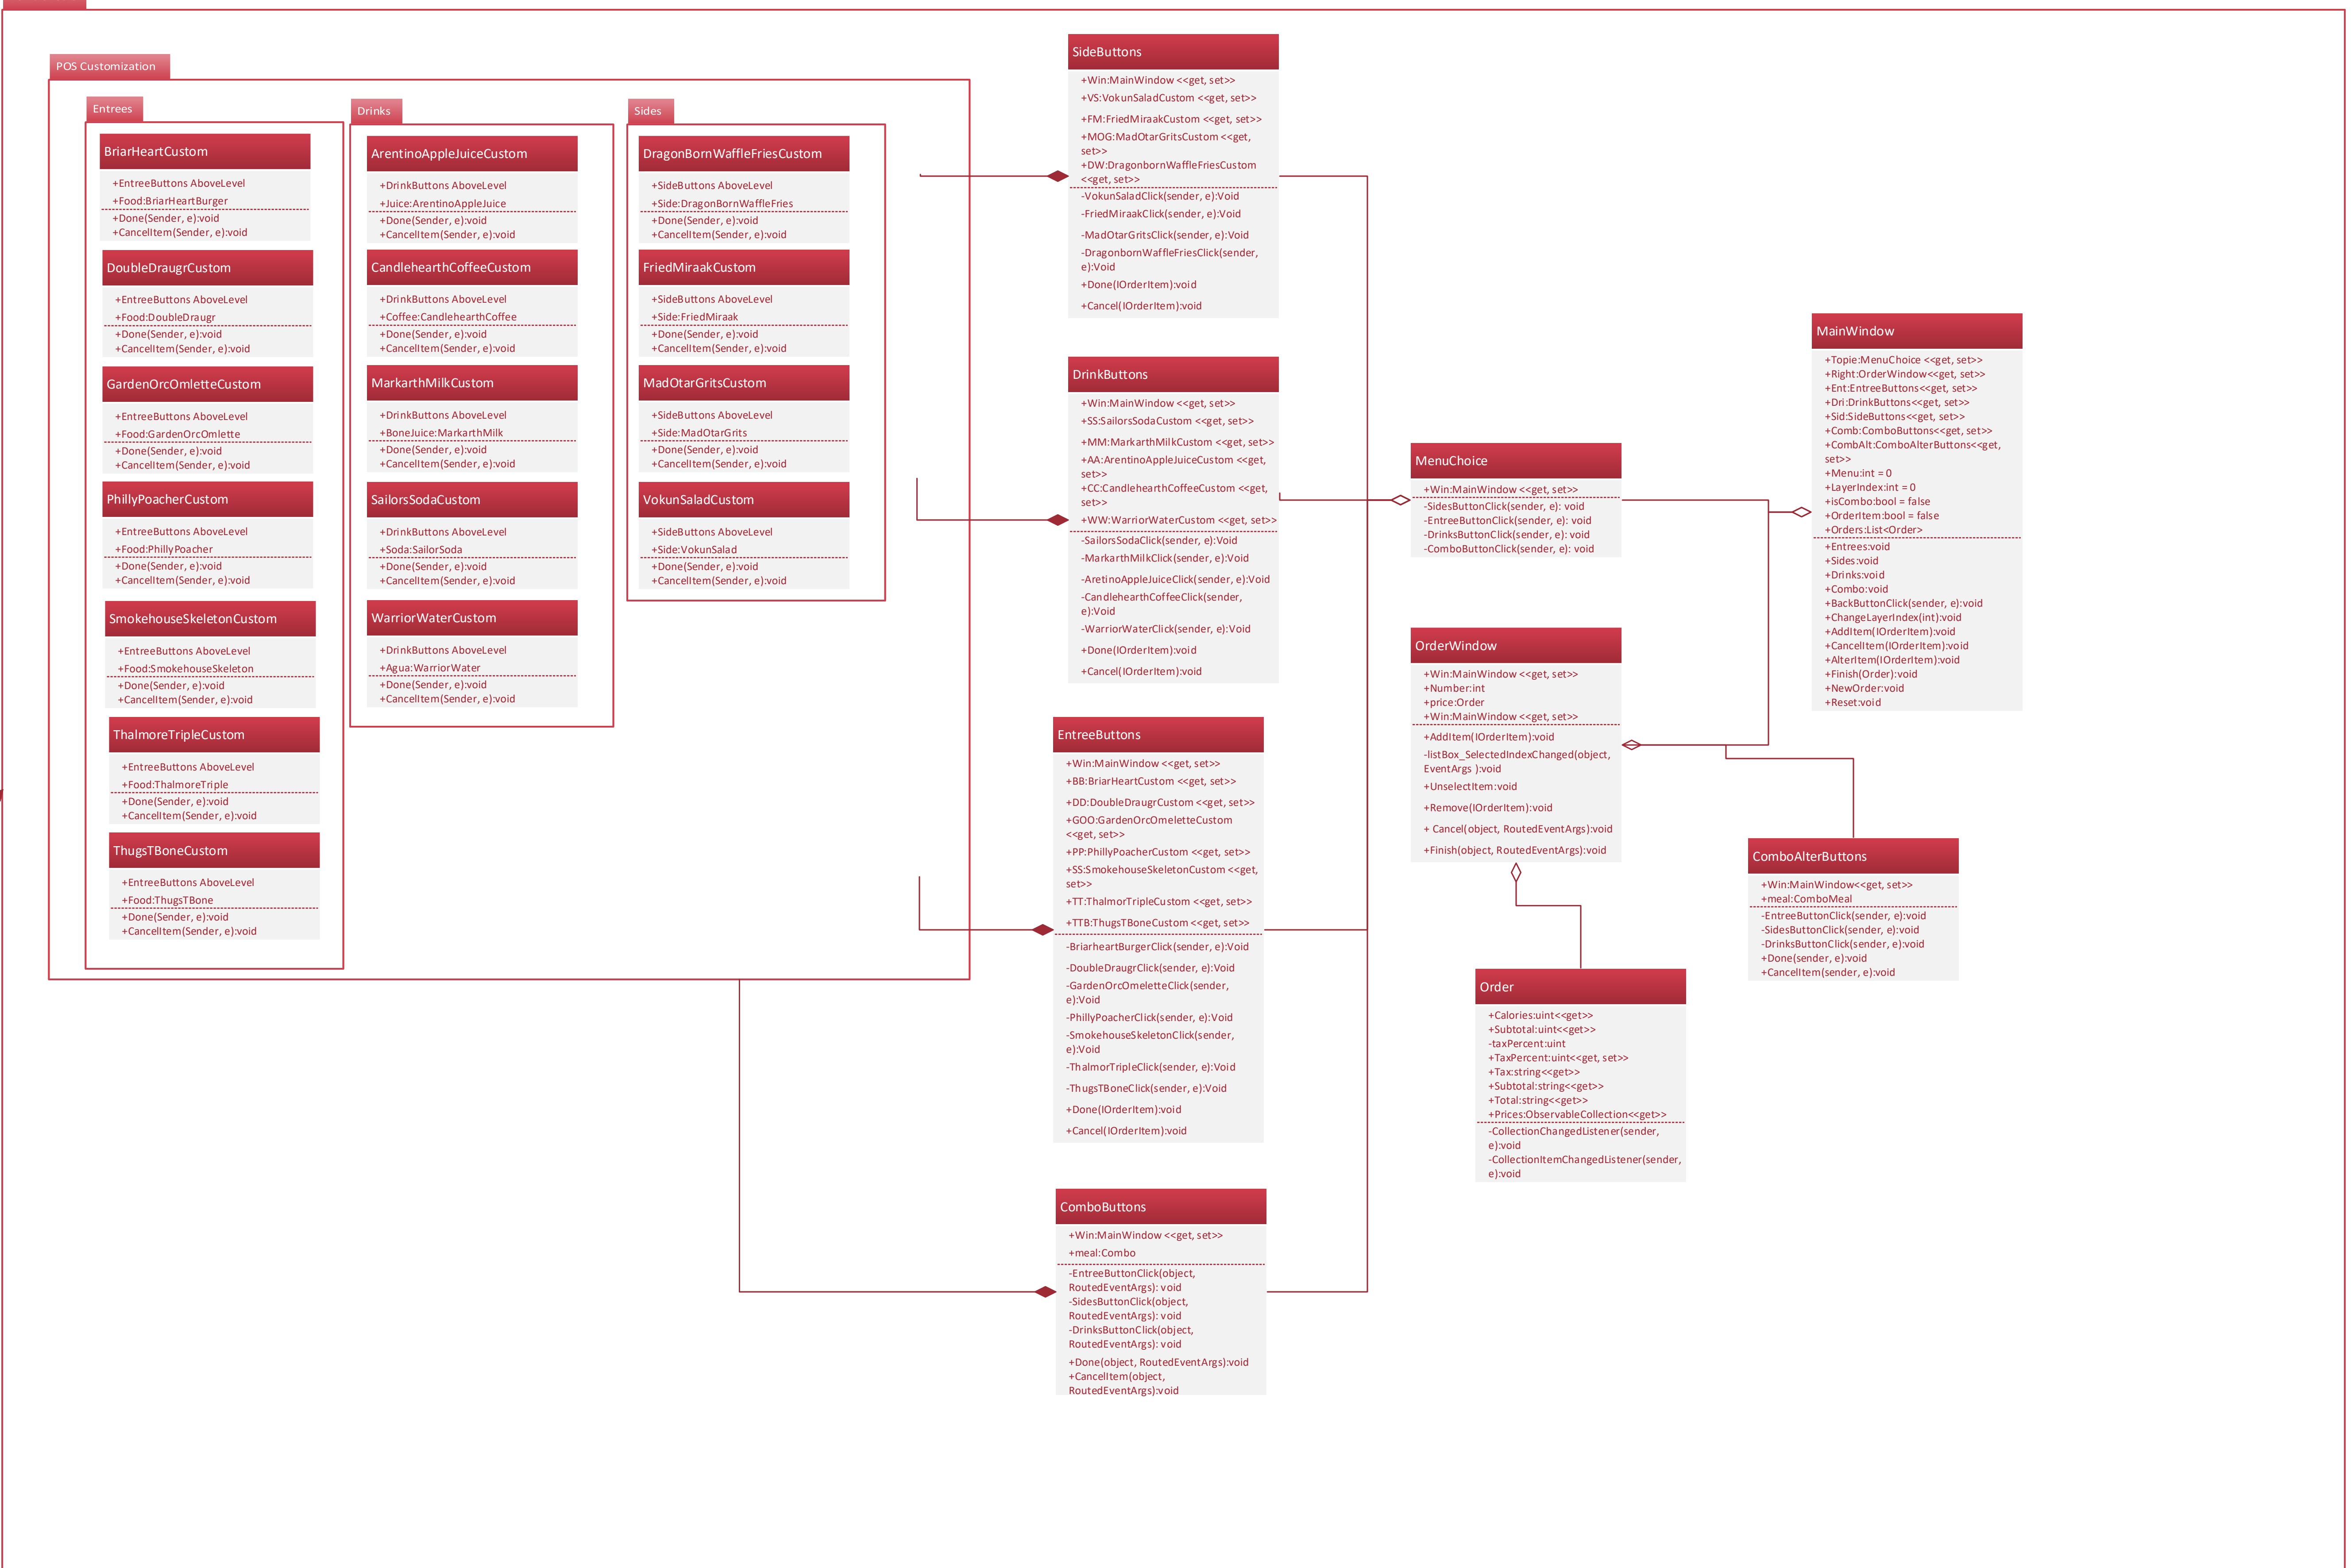 POS Customization
Entrees
BriarHeartCustom
+EntreeButtons AboveLevel
+Food:BriarHeartBurger
+Done(Sender, e):void
+CancelItem(Sender, e):void
DoubleDraugrCustom
+EntreeButtons AboveLevel
+Food:DoubleDraugr
+Done(Sender, e):void
+CancelItem(Sender, e):void
GardenOrcOmletteCustom
+EntreeButtons AboveLevel
+Food:GardenOrcOmlette
+Done(Sender, e):void
+CancelItem(Sender, e):void
PhillyPoacherCustom
+EntreeButtons AboveLevel
+Food:PhillyPoacher
+Done(Sender, e):void
+CancelItem(Sender, e):void
SmokehouseSkeletonCustom
+EntreeButtons AboveLevel
+Food:SmokehouseSkeleton
+Done(Sender, e):void
+CancelItem(Sender, e):void
ThalmoreTripleCustom
+EntreeButtons AboveLevel
+Food:ThalmoreTriple
+Done(Sender, e):void
+CancelItem(Sender, e):void
ThugsTBoneCustom
+EntreeButtons AboveLevel
+Food:ThugsTBone
+Done(Sender, e):void
+CancelItem(Sender, e):void
Drinks
ArentinoAppleJuiceCustom
+DrinkButtons AboveLevel
+Juice:ArentinoAppleJuice
+Done(Sender, e):void
+CancelItem(Sender, e):void
CandlehearthCoffeeCustom
+DrinkButtons AboveLevel
+Coffee:CandlehearthCoffee
+Done(Sender, e):void
+CancelItem(Sender, e):void
MarkarthMilkCustom
+DrinkButtons AboveLevel
+BoneJuice:MarkarthMilk
+Done(Sender, e):void
+CancelItem(Sender, e):void
SailorsSodaCustom
+DrinkButtons AboveLevel
+Soda:SailorSoda
+Done(Sender, e):void
+CancelItem(Sender, e):void
WarriorWaterCustom
+DrinkButtons AboveLevel
+Agua:WarriorWater
+Done(Sender, e):void
+CancelItem(Sender, e):void
Sides
DragonBornWaffleFriesCustom
+SideButtons AboveLevel
+Side:DragonBornWaffleFries
+Done(Sender, e):void
+CancelItem(Sender, e):void
FriedMiraakCustom
+SideButtons AboveLevel
+Side:FriedMiraak
+Done(Sender, e):void
+CancelItem(Sender, e):void
MadOtarGritsCustom
+SideButtons AboveLevel
+Side:MadOtarGrits
+Done(Sender, e):void
+CancelItem(Sender, e):void
VokunSaladCustom
+SideButtons AboveLevel
+Side:VokunSalad
+Done(Sender, e):void
+CancelItem(Sender, e):void
SideButtons
+Win:MainWindow <<get, set>>
+VS:VokunSaladCustom <<get, set>>
+FM:FriedMiraakCustom <<get, set>>
+MOG:MadOtarGritsCustom <<get,
set>>
+DW:DragonbornWaffleFriesCustom
<<get, set>>
-VokunSaladClick(sender, e):Void
-FriedMiraakClick(sender, e):Void
-MadOtarGritsClick(sender, e):Void
-DragonbornWaffleFriesClick(sender,
e):Void
+Done(IOrderItem):void
+Cancel(IOrderItem):void
DrinkButtons
+Win:MainWindow <<get, set>>
+SS:SailorsSodaCustom <<get, set>>
+MM:MarkarthMilkCustom <<get, set>>
+AA:ArentinoAppleJuiceCustom <<get,
set>>
+CC:CandlehearthCoffeeCustom <<get,
set>>
+WW:WarriorWaterCustom <<get, set>>
-SailorsSodaClick(sender, e):Void
-MarkarthMilkClick(sender, e):Void
-AretinoAppleJuiceClick(sender, e):Void
-CandlehearthCoffeeClick(sender,
e):Void
-WarriorWaterClick(sender, e):Void
+Done(IOrderItem):void
+Cancel(IOrderItem):void
EntreeButtons
+Win:MainWindow <<get, set>>
+BB:BriarHeartCustom <<get, set>>
+DD:DoubleDraugrCustom <<get, set>>
+GOO:GardenOrcOmeletteCustom
<<get, set>>
+PP:PhillyPoacherCustom <<get, set>>
+SS:SmokehouseSkeletonCustom <<get,
set>>
+TT:ThalmorTripleCustom <<get, set>>
+TTB:ThugsTBoneCustom <<get, set>>
-BriarheartBurgerClick(sender, e):Void
-DoubleDraugrClick(sender, e):Void
-GardenOrcOmeletteClick(sender,
e):Void
-PhillyPoacherClick(sender, e):Void
-SmokehouseSkeletonClick(sender,
e):Void
-ThalmorTripleClick(sender, e):Void
-ThugsTBoneClick(sender, e):Void
+Done(IOrderItem):void
+Cancel(IOrderItem):void
ComboButtons
+Win:MainWindow <<get, set>>
+meal:Combo
-EntreeButtonClick(object,
RoutedEventArgs): void
-SidesButtonClick(object,
RoutedEventArgs): void
-DrinksButtonClick(object,
RoutedEventArgs): void
+Done(object, RoutedEventArgs):void
+CancelItem(object,
RoutedEventArgs):void
MenuChoice
+Win:MainWindow <<get, set>>
-SidesButtonClick(sender, e): void
-EntreeButtonClick(sender, e): void
-DrinksButtonClick(sender, e): void
-ComboButtonClick(sender, e): void
OrderWindow
+Win:MainWindow <<get, set>>
+Number:int
+price:Order
+Win:MainWindow <<get, set>>
+AddItem(IOrderItem):void
-listBox_SelectedIndexChanged(object,
EventArgs ):void
+UnselectItem:void
+Remove(IOrderItem):void
+ Cancel(object, RoutedEventArgs):void
+Finish(object, RoutedEventArgs):void
Order
+Calories:uint<<get>>
+Subtotal:uint<<get>>
-taxPercent:uint
+TaxPercent:uint<<get, set>>
+Tax:string<<get>>
+Subtotal:string<<get>>
+Total:string<<get>>
+Prices:ObservableCollection<<get>>
-CollectionChangedListener(sender,
e):void
-CollectionItemChangedListener(sender,
e):void
MainWindow
+Topie:MenuChoice <<get, set>>
+Right:OrderWindow<<get, set>>
+Ent:EntreeButtons<<get, set>>
+Dri:DrinkButtons<<get, set>>
+Sid:SideButtons<<get, set>>
+Comb:ComboButtons<<get, set>>
+CombAlt:ComboAlterButtons<<get,
set>>
+Menu:int = 0
+LayerIndex:int = 0
+isCombo:bool = false
+OrderItem:bool = false
+Orders:List<Order>
+Entrees:void
+Sides:void
+Drinks:void
+Combo:void
+BackButtonClick(sender, e):void
+ChangeLayerIndex(int):void
+AddItem(IOrderItem):void
+CancelItem(IOrderItem):void
+AlterItem(IOrderItem):void
+Finish(Order):void
+NewOrder:void
+Reset:void
ComboAlterButtons
+Win:MainWindow<<get, set>>
+meal:ComboMeal
-EntreeButtonClick(sender, e):void
-SidesButtonClick(sender, e):void
-DrinksButtonClick(sender, e):void
+Done(sender, e):void
+CancelItem(sender, e):void